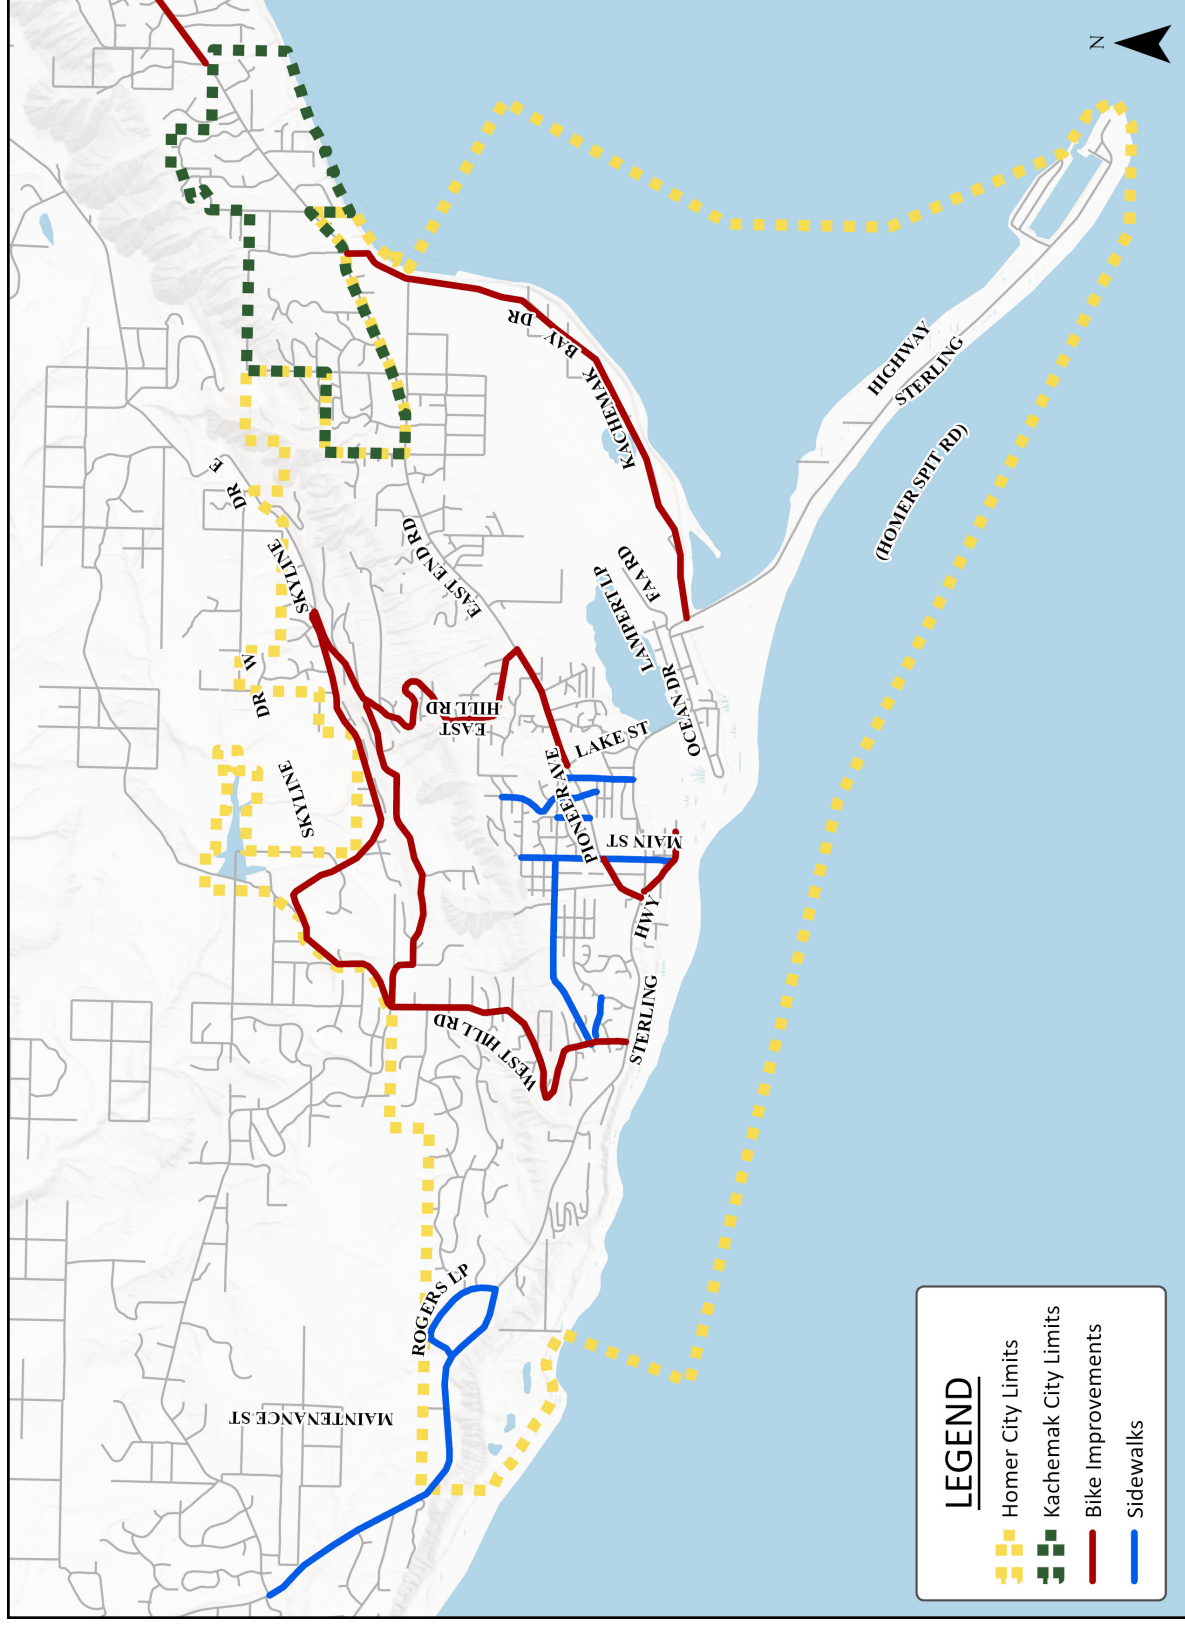 N
SKYLINE
DR E
SKYLINE
DR W
EAST END RD
EAST
HILL RD
KACHEMAK
BAY
DR
FAA RD
LAMPERT LP
OCEAN DR
LAKE ST
PIONEER AVE
MAIN ST
STERLING
HWY
WEST HILL RD
ROGERS LP
MAINTENANCE ST
STERLING
HIGHWAY
(HOMER SPIT RD)
LEGEND
Homer City Limits
Kachemak City Limits
Bike Improvements
Sidewalks